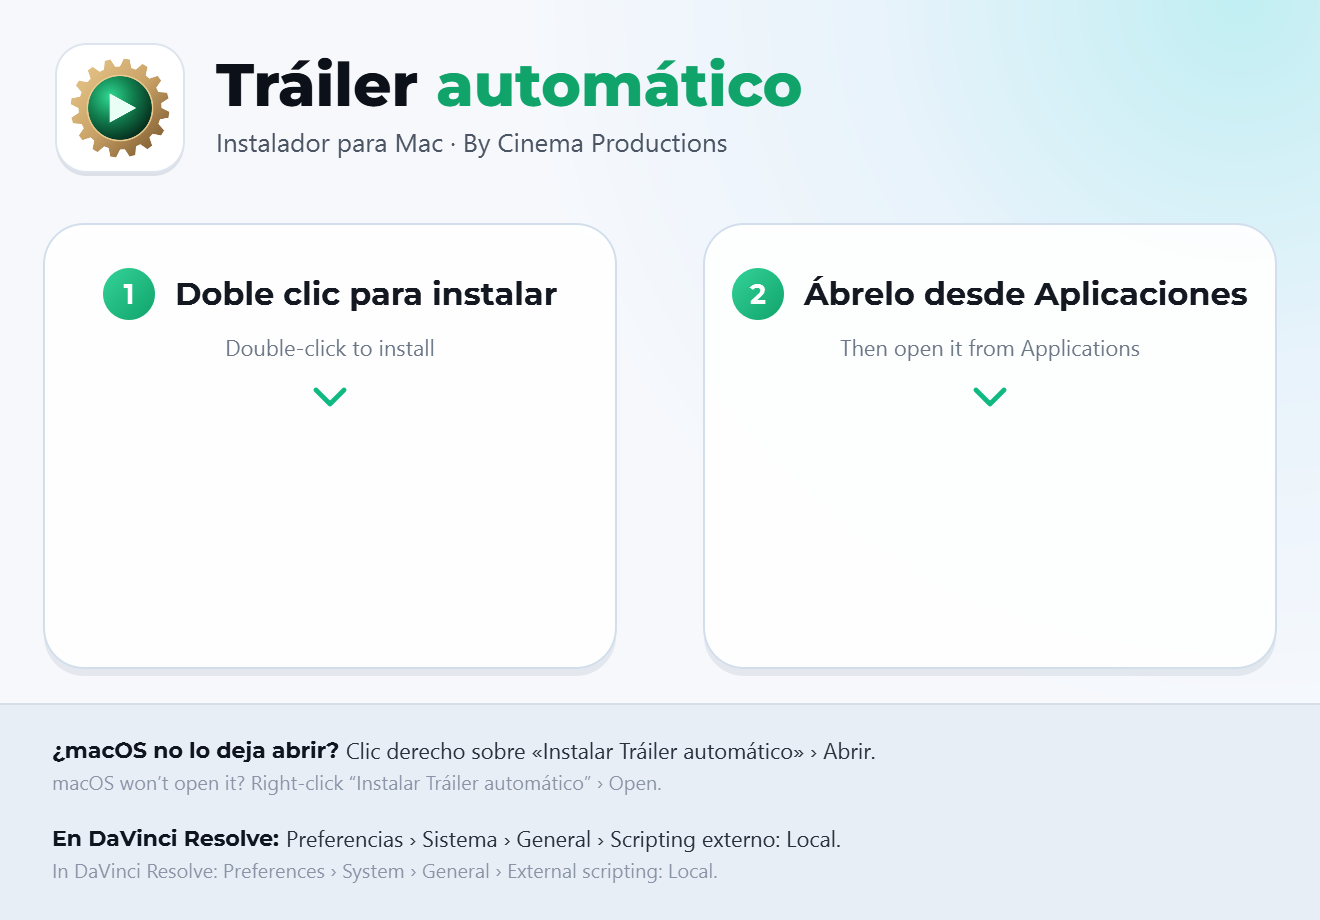 Tráiler automático
Instalador para Mac · By Cinema Productions
1 Doble clic para instalar
Double-click to install
2 Ábrelo desde Aplicaciones
Then open it from Applications
¿macOS no lo deja abrir? Clic derecho sobre «Instalar Tráiler automático» › Abrir.
macOS won’t open it? Right-click “Instalar Tráiler automático” › Open.
En DaVinci Resolve: Preferencias › Sistema › General › Scripting externo: Local.
In DaVinci Resolve: Preferences › System › General › External scripting: Local.